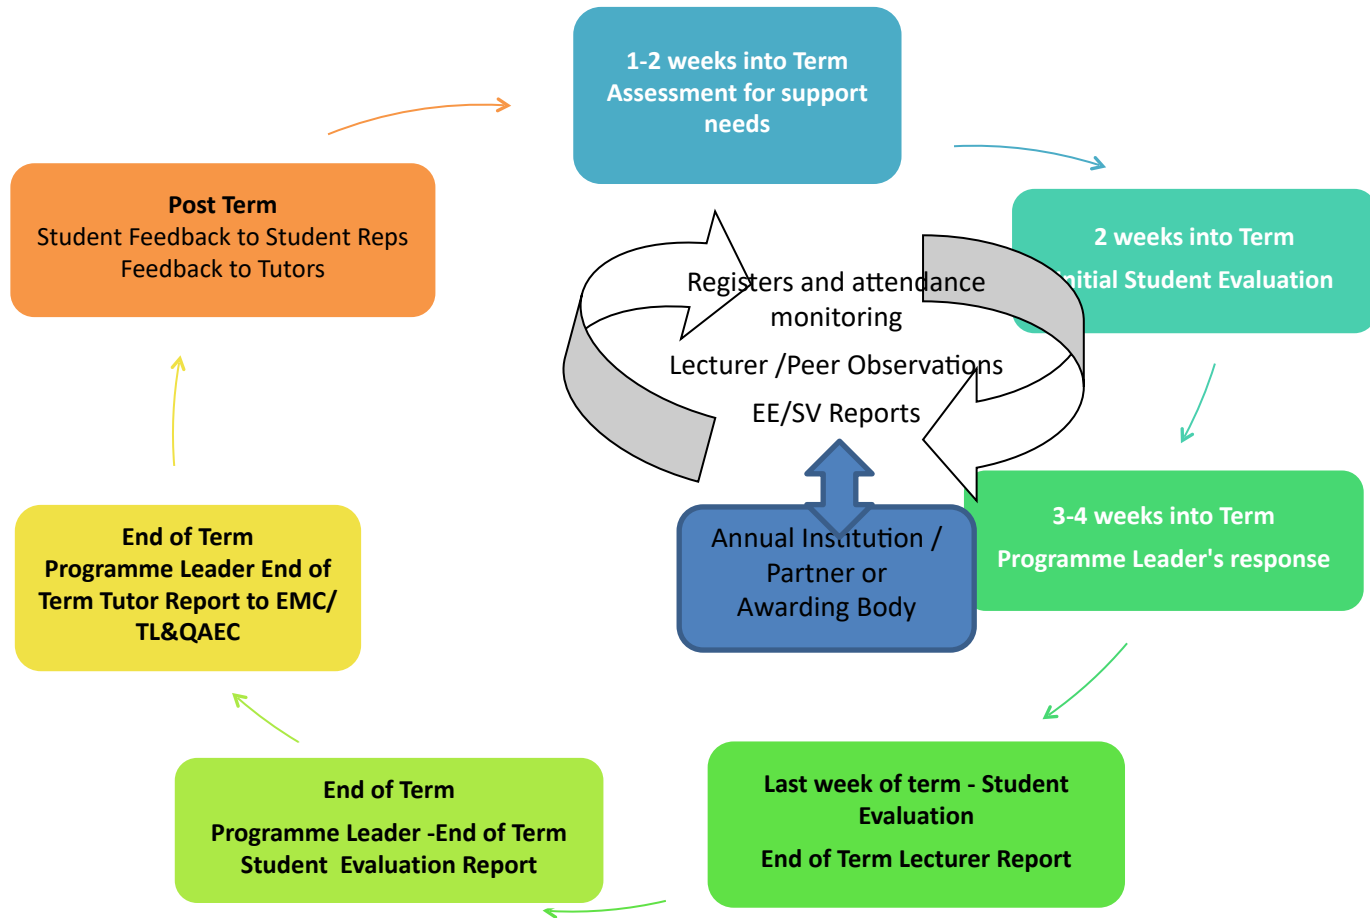 1-2 weeks into Term
Assessment for support
needs
2 weeks into Term
Initial Student Evaluation
3-4 weeks into Term
Programme Leader's response
Last week of term - Student
Evaluation
End of Term Lecturer Report
End of Term
Programme Leader -End of Term
Student  Evaluation Report
End of Term
Programme Leader End of
Term Tutor Report to EMC/
TL&QAEC
Post Term
Student Feedback to Student Reps
Feedback to Tutors
Registers and attendance
monitoring
Lecturer /Peer Observations
EE/SV Reports
Annual Institution /
Partner or
Awarding Body